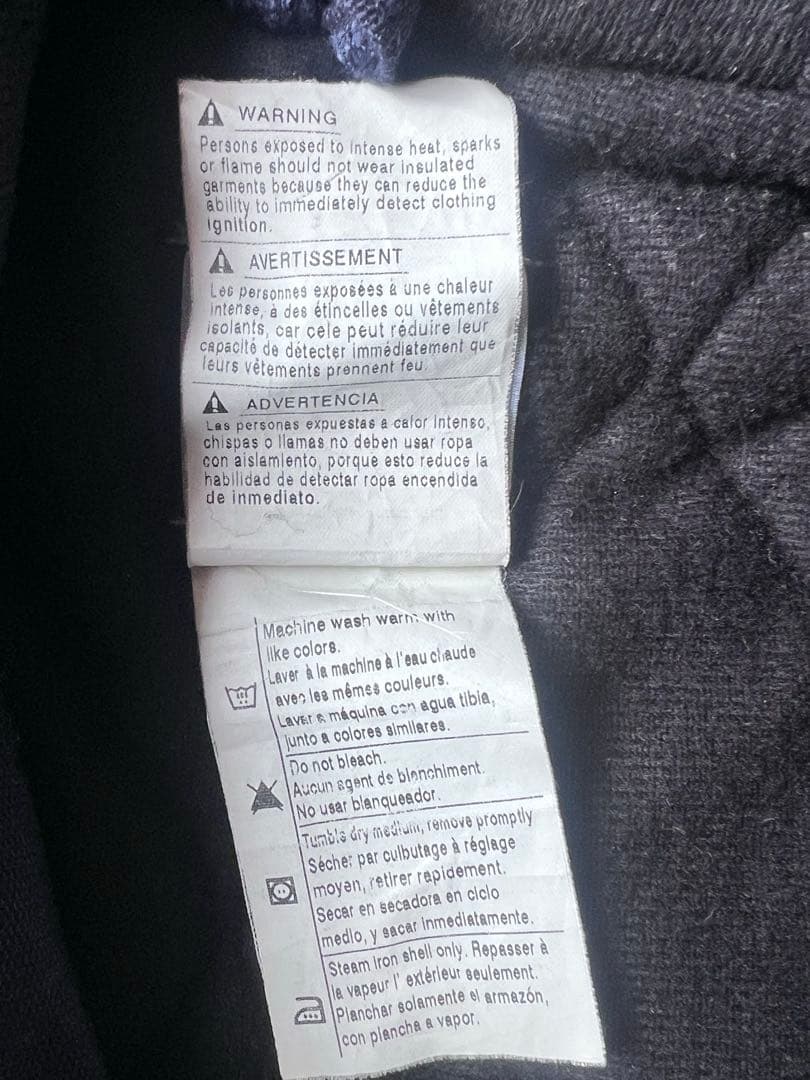 WARNING
Persons exposed to intense heat, sparks
or flame should not wear insulated
garments because they can reduce the
ability to immediately detect clothing
ignition.
AVERTISSEMENT
Les personnes exposées à une chaleur
intense, à des étincelles ou vêtements
isolants, car cele peut réduire leur
capacité de détecter immédiatement que
leurs vêtements prennent feu.
ADVERTENCIA
Las personas expuestas a calor intenso,
chispas o llamas no deben usar ropa
con aislamiento, porque esto reduce la
habilidad de detectar ropa encendida
de inmediato.
Machine wash warm with
like colors.
Laver à la machine à l'eau chaude
avec les mêmes couleurs.
Lavar a máquina con agua tibia,
junto a colores similares.
Do not bleach.
Aucun agent de blanchiment.
No usar blanqueador.
Tumble dry medium, remove promptly
Sécher par culbutage à réglage
moyen, retirer rapidement.
Secar en secadora en ciclo
medio, y sacar inmediatamente.
Steam iron shell only. Repasser à
la vapeur l' extérieur seulement.
Planchar solamente el armazón,
con plancha a vapor.